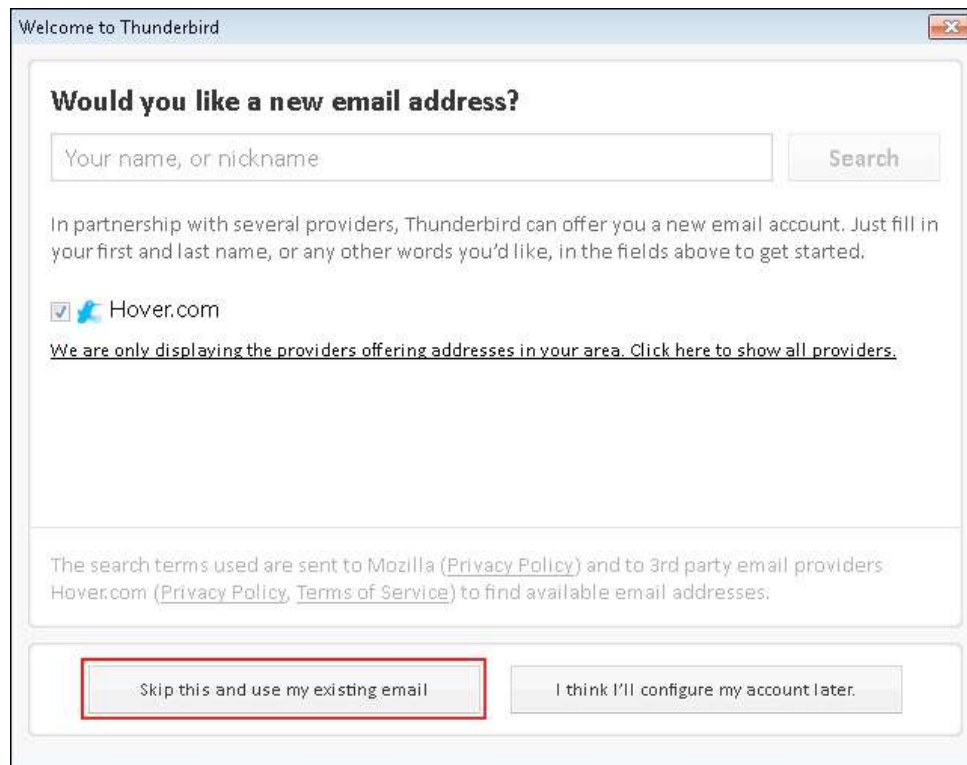 Welcome to Thunderbird
Would you like a new email address?
Your name, or nickname
Search
In partnership with several providers, Thunderbird can offer you a new email account. Just fill in
your first and last name, or any other words you'd like, in the fields above to get started.
Hover.com
We are only displaying the providers offering addresses in your area. Click here to show all providers.
The search terms used are sent to Mozilla (Privacy Policy) and to 3rd party email providers
Hover.com (Privacy Policy, Terms of Service) to find available email addresses.
Skip this and use my existing email
I think I'll configure my account later.